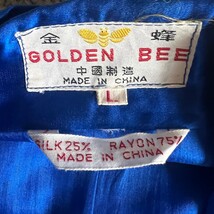 金 蜂
GOLDEN BEE
中國制造
MADE IN CHINA
L
SILK 25% RAYON 75%
MADE IN CHINA